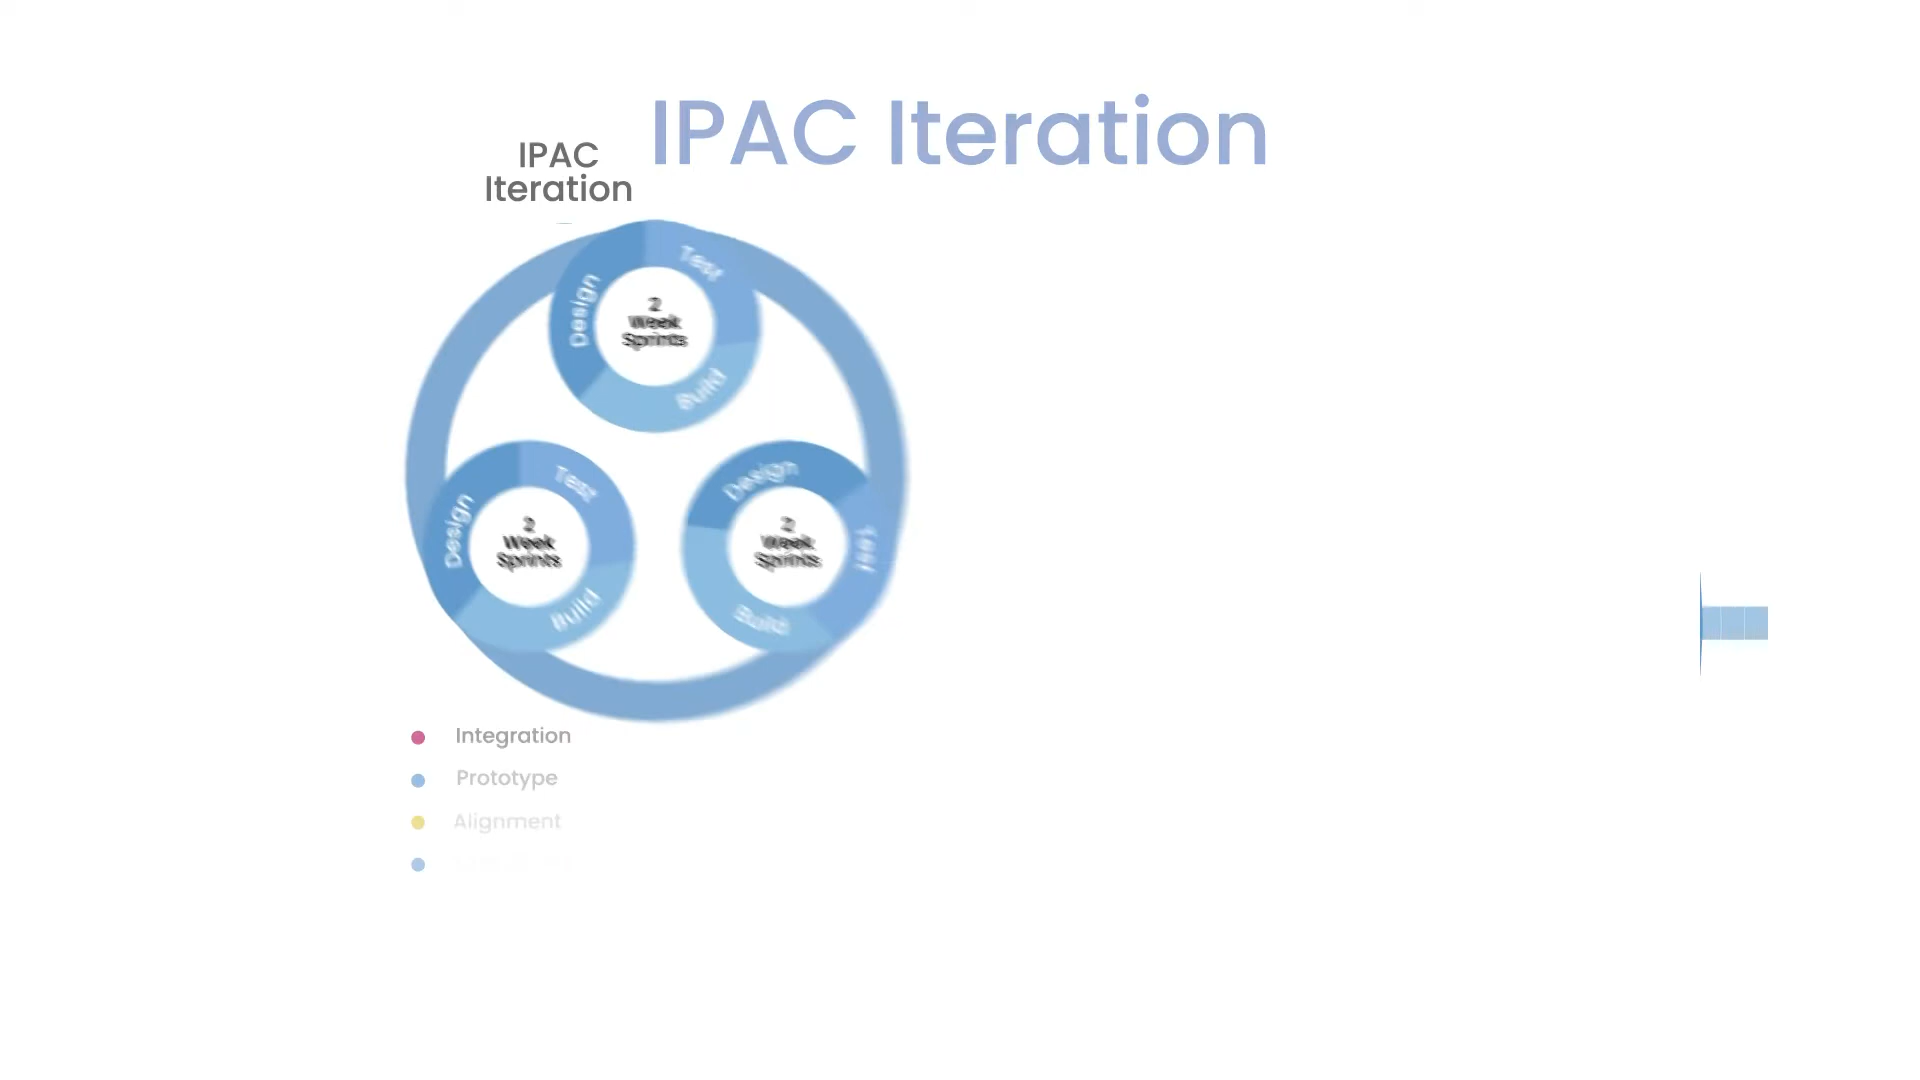 IPAC Iteration
IPAC
Iteration
Test
Design
2
Week
Sprints
Build
Test
Design
2
Week
Sprints
Build
Design
Test
2
Week
Sprints
Build
Integration
Prototype
Alignment